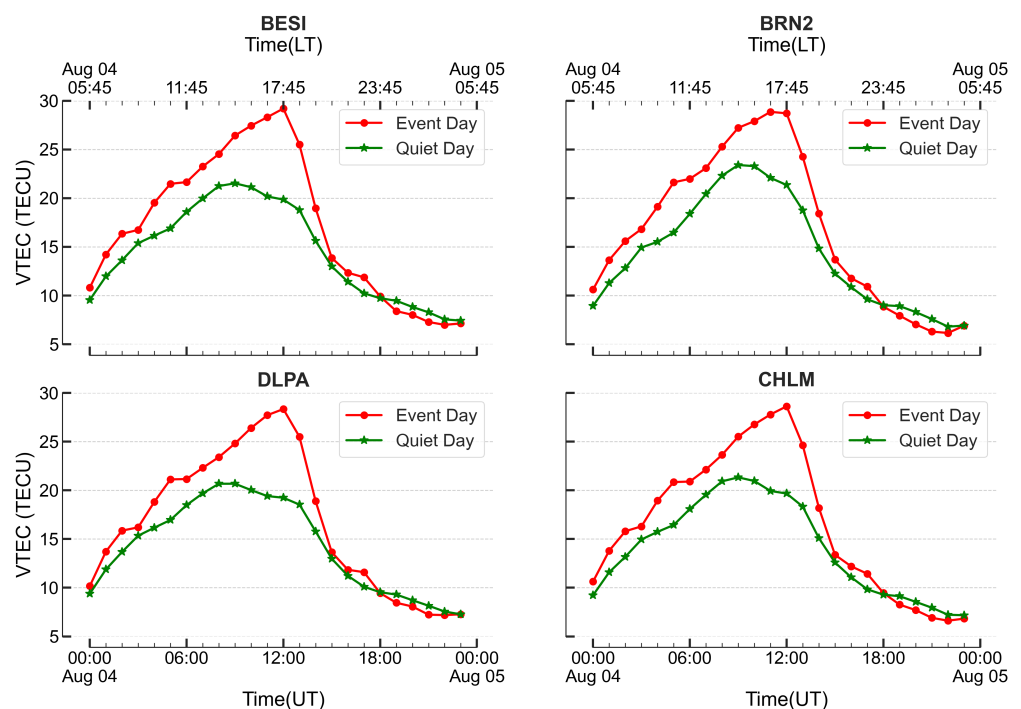 BESI
Time(LT)
Aug 04 Aug 05
05:45 11:45 17:45 23:45 05:45
30
25
20
15
10
5
VTEC (TECU)
Event Day
Quiet Day
BRN2
Time(LT)
Aug 04 Aug 05
05:45 11:45 17:45 23:45 05:45
Event Day
Quiet Day
DLPA
30
25
20
15
10
5
VTEC (TECU)
Event Day
Quiet Day
00:00 06:00 12:00 18:00 00:00
Aug 04 Aug 05
Time(UT)
CHLM
Event Day
Quiet Day
00:00 06:00 12:00 18:00 00:00
Aug 04 Aug 05
Time(UT)